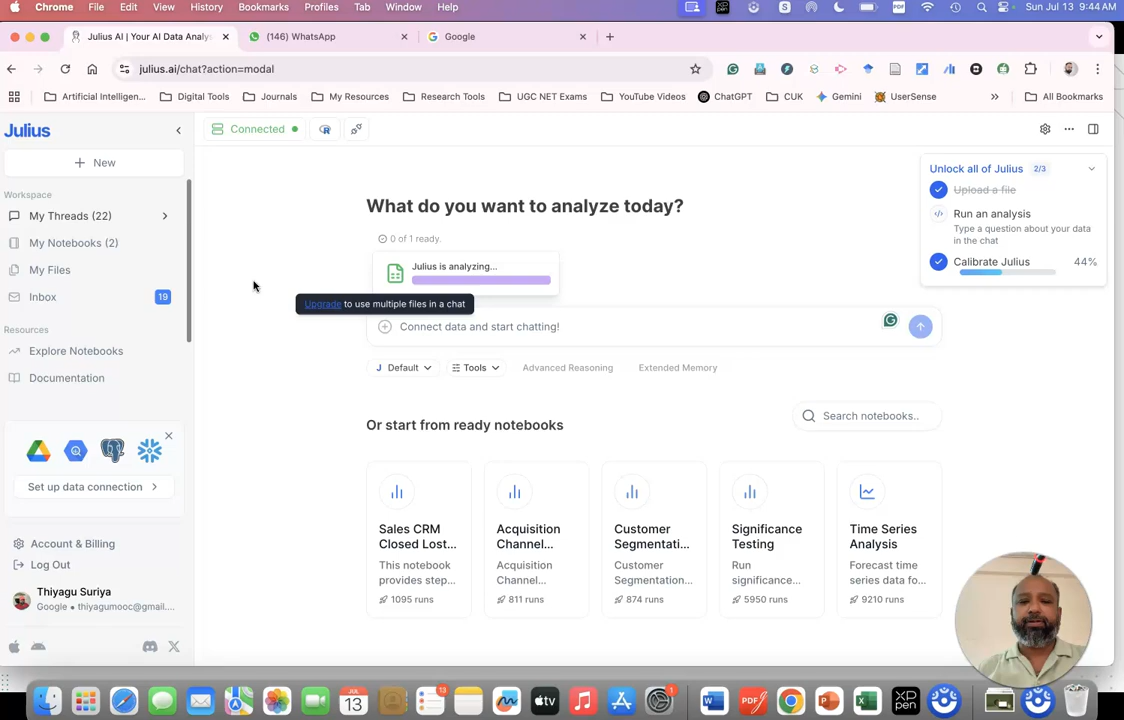 Chrome File Edit View History Bookmarks Profiles Tab Window Help Sun Jul 13 9:44 AM
Julius AI | Your AI Data Analys
(146) WhatsApp
Google
julius.ai/chat?action=modal
Artificial Intelligen... Digital Tools Journals My Resources Research Tools UGC NET Exams YouTube Videos ChatGPT CUK Gemini UserSense » All Bookmarks
Julius
New
Workspace
My Threads (22)
My Notebooks (2)
My Files
Inbox 19
Resources
Explore Notebooks
Documentation
Set up data connection
Account & Billing
Log Out
Thiyagu Suriya
Google • thiyagumooc@gmail....
Connected
R
What do you want to analyze today?
0 of 1 ready.
Julius is analyzing...
Upgrade to use multiple files in a chat
Connect data and start chatting!
J Default Tools Advanced Reasoning Extended Memory
Or start from ready notebooks
Search notebooks..
Sales CRM
Closed Lost...
This notebook
provides step...
1095 runs
Acquisition
Channel...
Acquisition
Channel...
811 runs
Customer
Segmentati...
Customer
Segmentation...
874 runs
Significance
Testing
Run
significance...
5950 runs
Time Series
Analysis
Forecast time
series data fo...
9210 runs
Unlock all of Julius 2/3
Upload a file
Run an analysis
Type a question about your data
in the chat
Calibrate Julius 44%
JUL
13
13
tv
1
W
PDF
P
X
XP
PEN